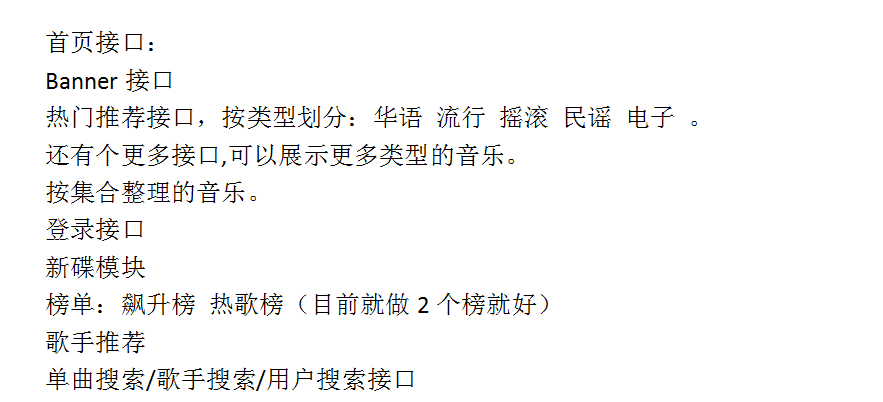 首页接口：
Banner 接口
热门推荐接口，按类型划分：华语 流行 摇滚 民谣 电子 。
还有个更多接口,可以展示更多类型的音乐。
按集合整理的音乐。
登录接口
新碟模块
榜单：飙升榜 热歌榜（目前就做 2 个榜就好）
歌手推荐
单曲搜索/歌手搜索/用户搜索接口